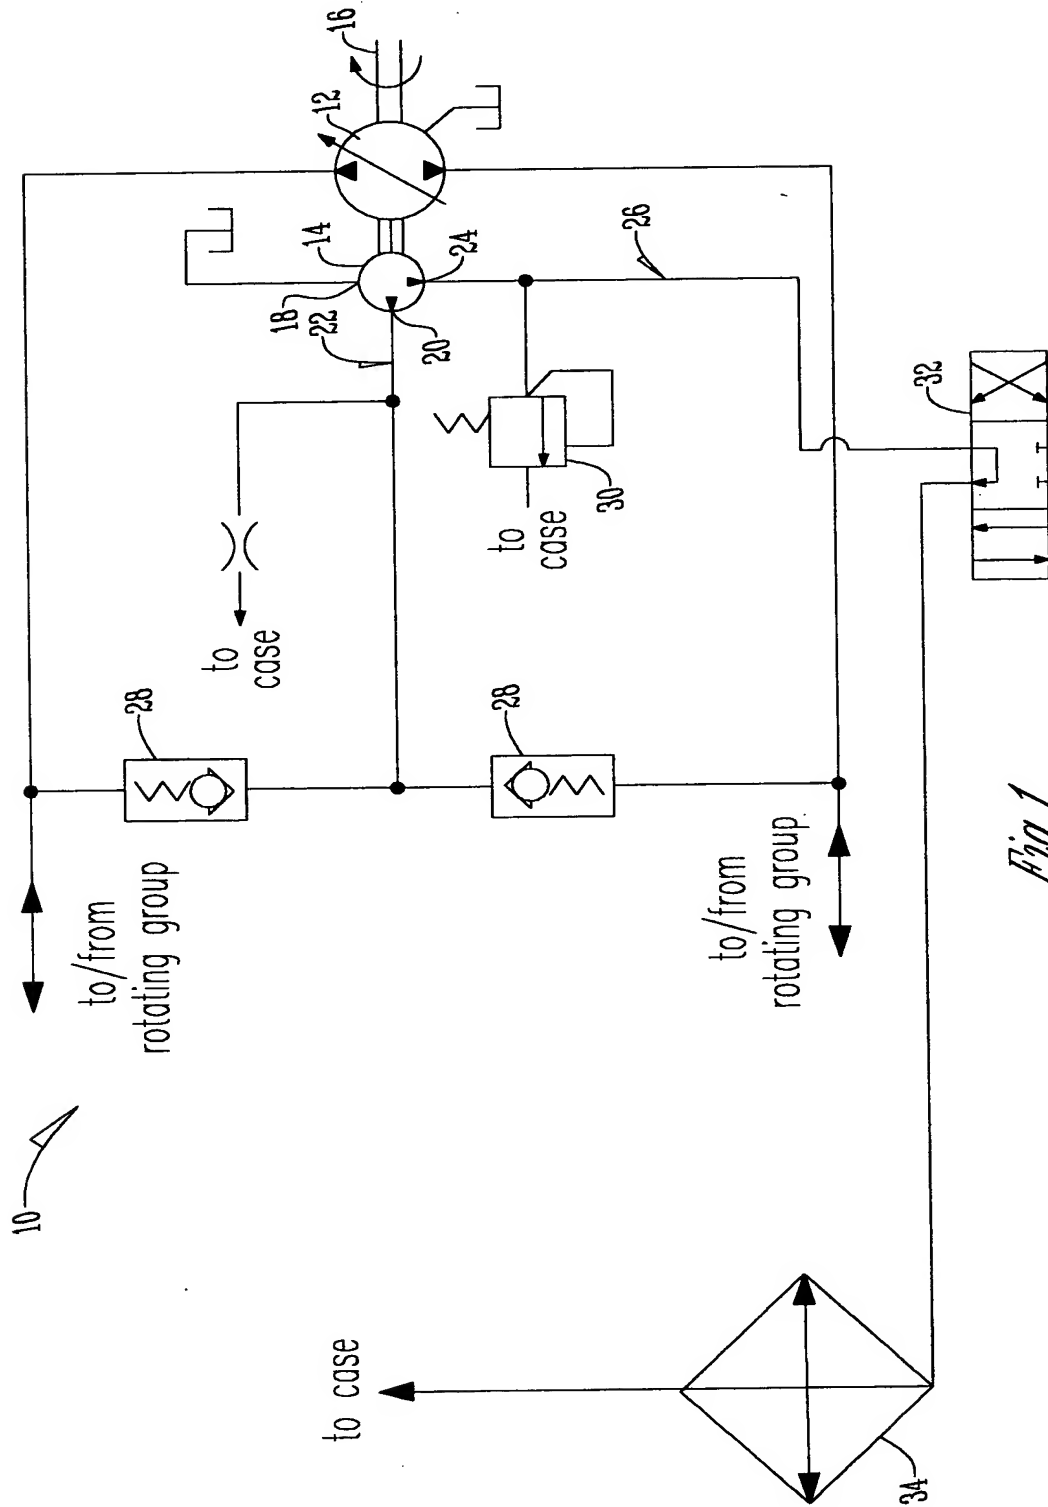 10
to/from
rotating group
28
to
case
18
22
14
12
16
20
24
26
28
to
case
30
to/from
rotating group
32
to case
34
Fig. 1